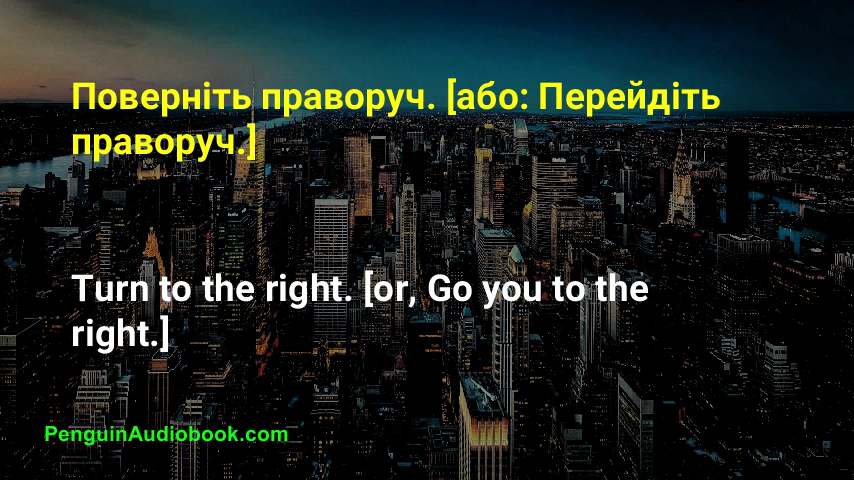 Поверніть праворуч. [або: Перейдіть
праворуч.]
Turn to the right. [or, Go you to the
right.]
PenguinAudiobook.com